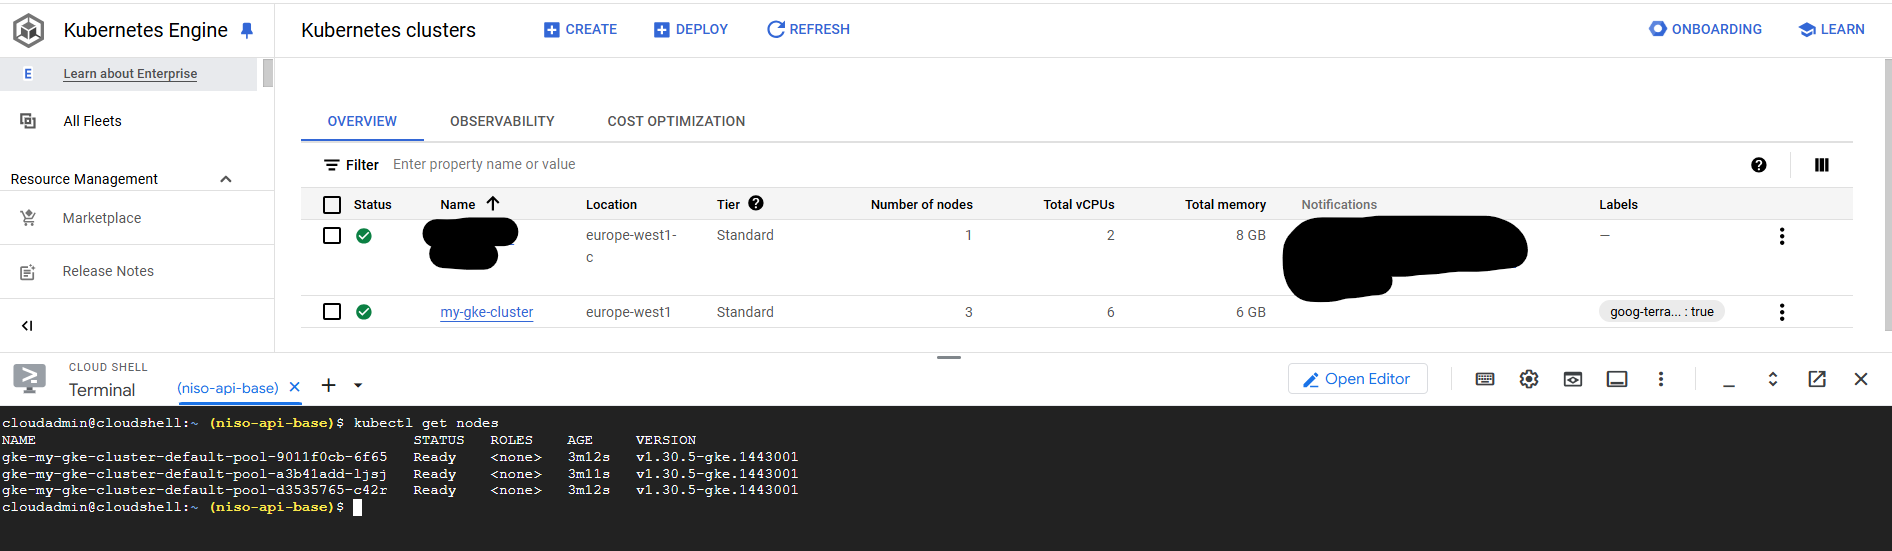 Kubernetes Engine
Kubernetes clusters
CREATE
DEPLOY
REFRESH
ONBOARDING
LEARN
E
Learn about Enterprise
All Fleets
Resource Management
Marketplace
Release Notes
OVERVIEW
OBSERVABILITY
COST OPTIMIZATION
Filter Enter property name or value
Status Name Location Tier Number of nodes Total vCPUs Total memory Notifications Labels
europe-west1- Standard 1 2 8 GB —
c
my-gke-cluster europe-west1 Standard 3 6 6 GB goog-terra... : true
CLOUD SHELL
Terminal
(niso-api-base)
Open Editor
cloudadmin@cloudshell:~ (niso-api-base)$ kubectl get nodes
NAME STATUS ROLES AGE VERSION
gke-my-gke-cluster-default-pool-9011f0cb-6f65 Ready <none> 3m12s v1.30.5-gke.1443001
gke-my-gke-cluster-default-pool-a3b41add-ljsj Ready <none> 3m11s v1.30.5-gke.1443001
gke-my-gke-cluster-default-pool-d3535765-c42r Ready <none> 3m12s v1.30.5-gke.1443001
cloudadmin@cloudshell:~ (niso-api-base)$